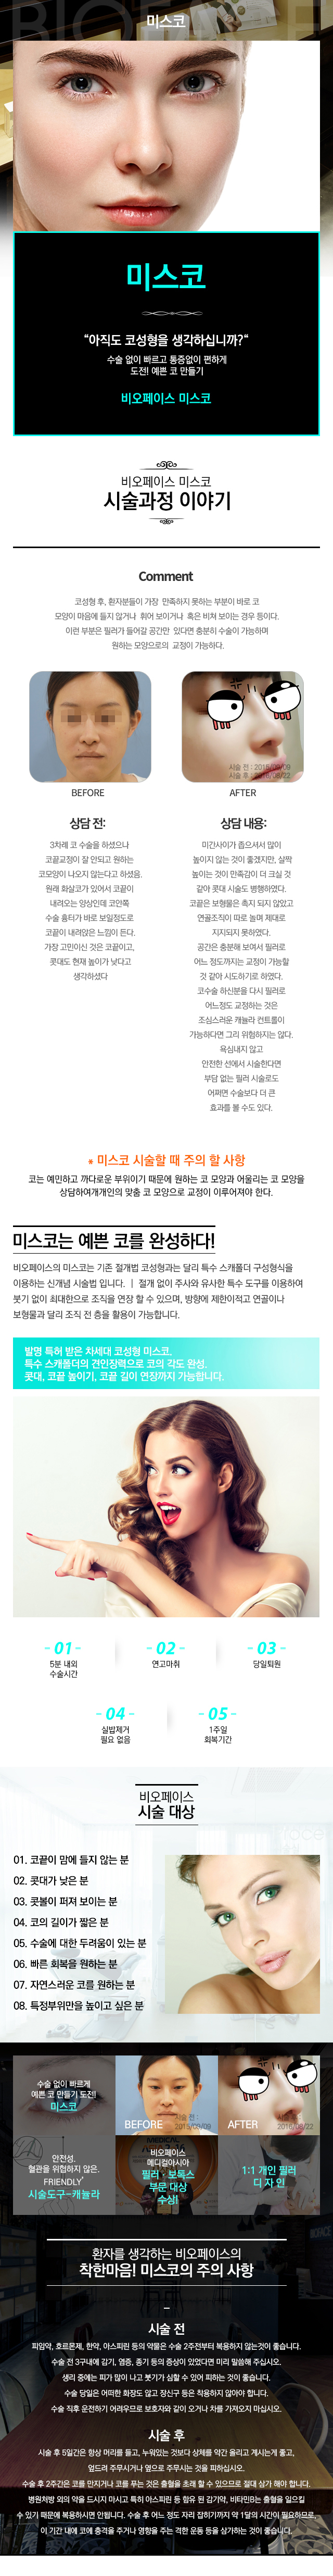 BIOFACE
미스코
미스코
"아직도 코성형을 생각하십니까?"
수술 없이 빠르고 통증없이 편하게
도전! 예쁜 코 만들기
비오페이스 미스코
비오페이스 미스코
시술과정 이야기
Comment
코성형 후, 환자분들이 가장 만족하지 못하는 부분이 바로 코
모양이 마음에 들지 않거나 휘어 보이거나 혹은 비쳐 보이는 경우 등이다.
이런 부분은 필러가 들어갈 공간만 있다면 충분히 수술이 가능하며
원하는 모양으로의 교정이 가능하다.
시술 전 : 2015/09/09
시술 후 : 2016/08/22
BEFORE
AFTER
상담 전:
3차례 코 수술을 하셨으나
코끝교정이 잘 안되고 원하는
코모양이 나오지 않는다고 하셨음.
원래 화살코가 있어서 코끝이
내려오는 양상인데 코안쪽
수술 흉터가 바로 보일정도로
코끝이 내려앉은 느낌이 든다.
가장 고민이신 것은 코끝이고,
콧대도 현재 높이가 낮다고
생각하셨다
상담 내용:
미간사이가 좁으셔서 많이
높이지 않는 것이 좋겠지만, 살짝
높이는 것이 만족감이 더 크실 것
같아 콧대 시술도 병행하였다.
코끝은 보형물은 촉지 되지 않았고
연골조직이 따로 놀며 제대로
지지되지 못하였다.
공간은 충분해 보여서 필러로
어느 정도까지는 교정이 가능할
것 같아 시도하기로 하였다.
코수술 하신분을 다시 필러로
어느정도 교정하는 것은
조심스러운 캐뉼라 컨트롤이
가능하다면 그리 위험하지는 않다.
욕심내지 않고
안전한 선에서 시술한다면
부담 없는 필러 시술로도
어쩌면 수술보다 더 큰
효과를 볼 수도 있다.
* 미스코 시술할 때 주의 할 사항
코는 예민하고 까다로운 부위이기 때문에 원하는 코 모양과 어울리는 코 모양을
상담하여개개인의 맞춤 코 모양으로 교정이 이루어져야 한다.
미스코는 예쁜 코를 완성하다!
비오페이스의 미스코는 기존 절개법 코성형과는 달리 특수 스캐폴더 구성형식을
이용하는 신개념 시술법 입니다. ㅣ 절개 없이 주사와 유사한 특수 도구를 이용하여
붓기 없이 최대한으로 조직을 연장 할 수 있으며, 방향에 제한이적고 연골이나
보형물과 달리 조직 전 층을 활용이 가능합니다.
발명 특허 받은 차세대 코성형 미스코.
특수 스캐폴더의 견인장력으로 코의 각도 완성.
콧대, 코끝 높이기, 코끝 길이 연장까지 가능합니다.
- 01 -
5분 내외
수술시간
- 02 -
연고마취
- 03 -
당일퇴원
- 04 -
실밥제거
필요 없음
- 05 -
1주일
회복기간
비오페이스
시술 대상
01. 코끝이 맘에 들지 않는 분
02. 콧대가 낮은 분
03. 콧볼이 퍼져 보이는 분
04. 코의 길이가 짧은 분
05. 수술에 대한 두려움이 있는 분
06. 빠른 회복을 원하는 분
07. 자연스러운 코를 원하는 분
08. 특정부위만을 높이고 싶은 분
수술 없이 빠르게
예쁜 코 만들기 도전!
미스코
BEFORE
2015/09/09
AFTER
2016/08/22
안전성.
혈관을 위협하지 않은.
FRIENDLY'
시술도구-캐뉼라
MEDICAL
비오페이스
메디컬아시아
필러 · 보톡스
부문 대상
수상!
1:1 개인 필러
디 자 인
환자를 생각하는 비오페이스의
착한마음! 미스코의 주의 사항
시술 전
피암약, 호르몬제, 한약, 아스피린 등의 약물은 수술 2주전부터 복용하지 않는것이 좋습니다.
수술 전 3구내에 감기, 염증, 종기 등의 증상이 있었다면 미리 말씀해 주십시오.
생리 중에는 피가 많이 나고 붓기가 심할 수 있어 피하는 것이 좋습니다.
수술 당일은 어떠한 화장도 않고 장신구 등은 착용하지 않아야 합니다.
수술 직후 운전하기 어려우므로 보호자와 같이 오거나 차를 가져오지 마십시오.
시술 후
시술 후 5일간은 항상 머리를 들고, 누워있는 것보다 상체를 약간 올리고 계시는게 좋고,
엎드려 주무시거나 옆으로 주무시는 것을 피하십시오.
수술 후 2주간은 코를 만지거나 코를 푸는 것은 출혈을 초래 할 수 있으므로 절대 삼가 해야 합니다.
병원처방 외의 약을 드시지 마시고 특히 아스피린 등 함유 된 감기약, 비타민E는 출혈을 일으킬
수 있기 때문에 복용하시면 안됩니다. 수술 후 어느 정도 자리 잡히기까지 약 1달의 시간이 필요하므로,
이 기간 내에 코에 충격을 주거나 영향을 주는 격한 운동 등을 삼가하는 것이 좋습니다.